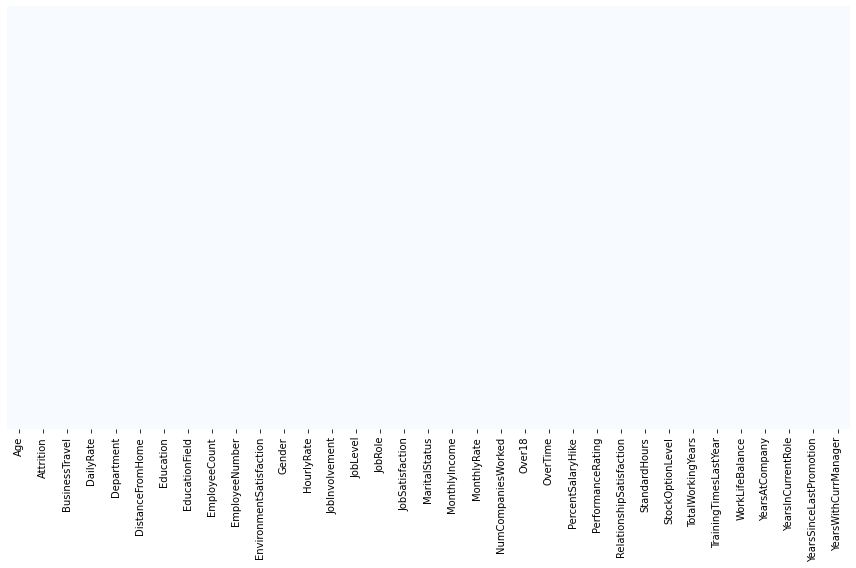 Age
Attrition
BusinessTravel
DailyRate
Department
DistanceFromHome
Education
EducationField
EmployeeCount
EmployeeNumber
EnvironmentSatisfaction
Gender
HourlyRate
JobInvolvement
JobLevel
JobRole
JobSatisfaction
MaritalStatus
MonthlyIncome
MonthlyRate
NumCompaniesWorked
Over18
OverTime
PercentSalaryHike
PerformanceRating
RelationshipSatisfaction
StandardHours
StockOptionLevel
TotalWorkingYears
TrainingTimesLastYear
WorkLifeBalance
YearsAtCompany
YearsInCurrentRole
YearsSinceLastPromotion
YearsWithCurrManager